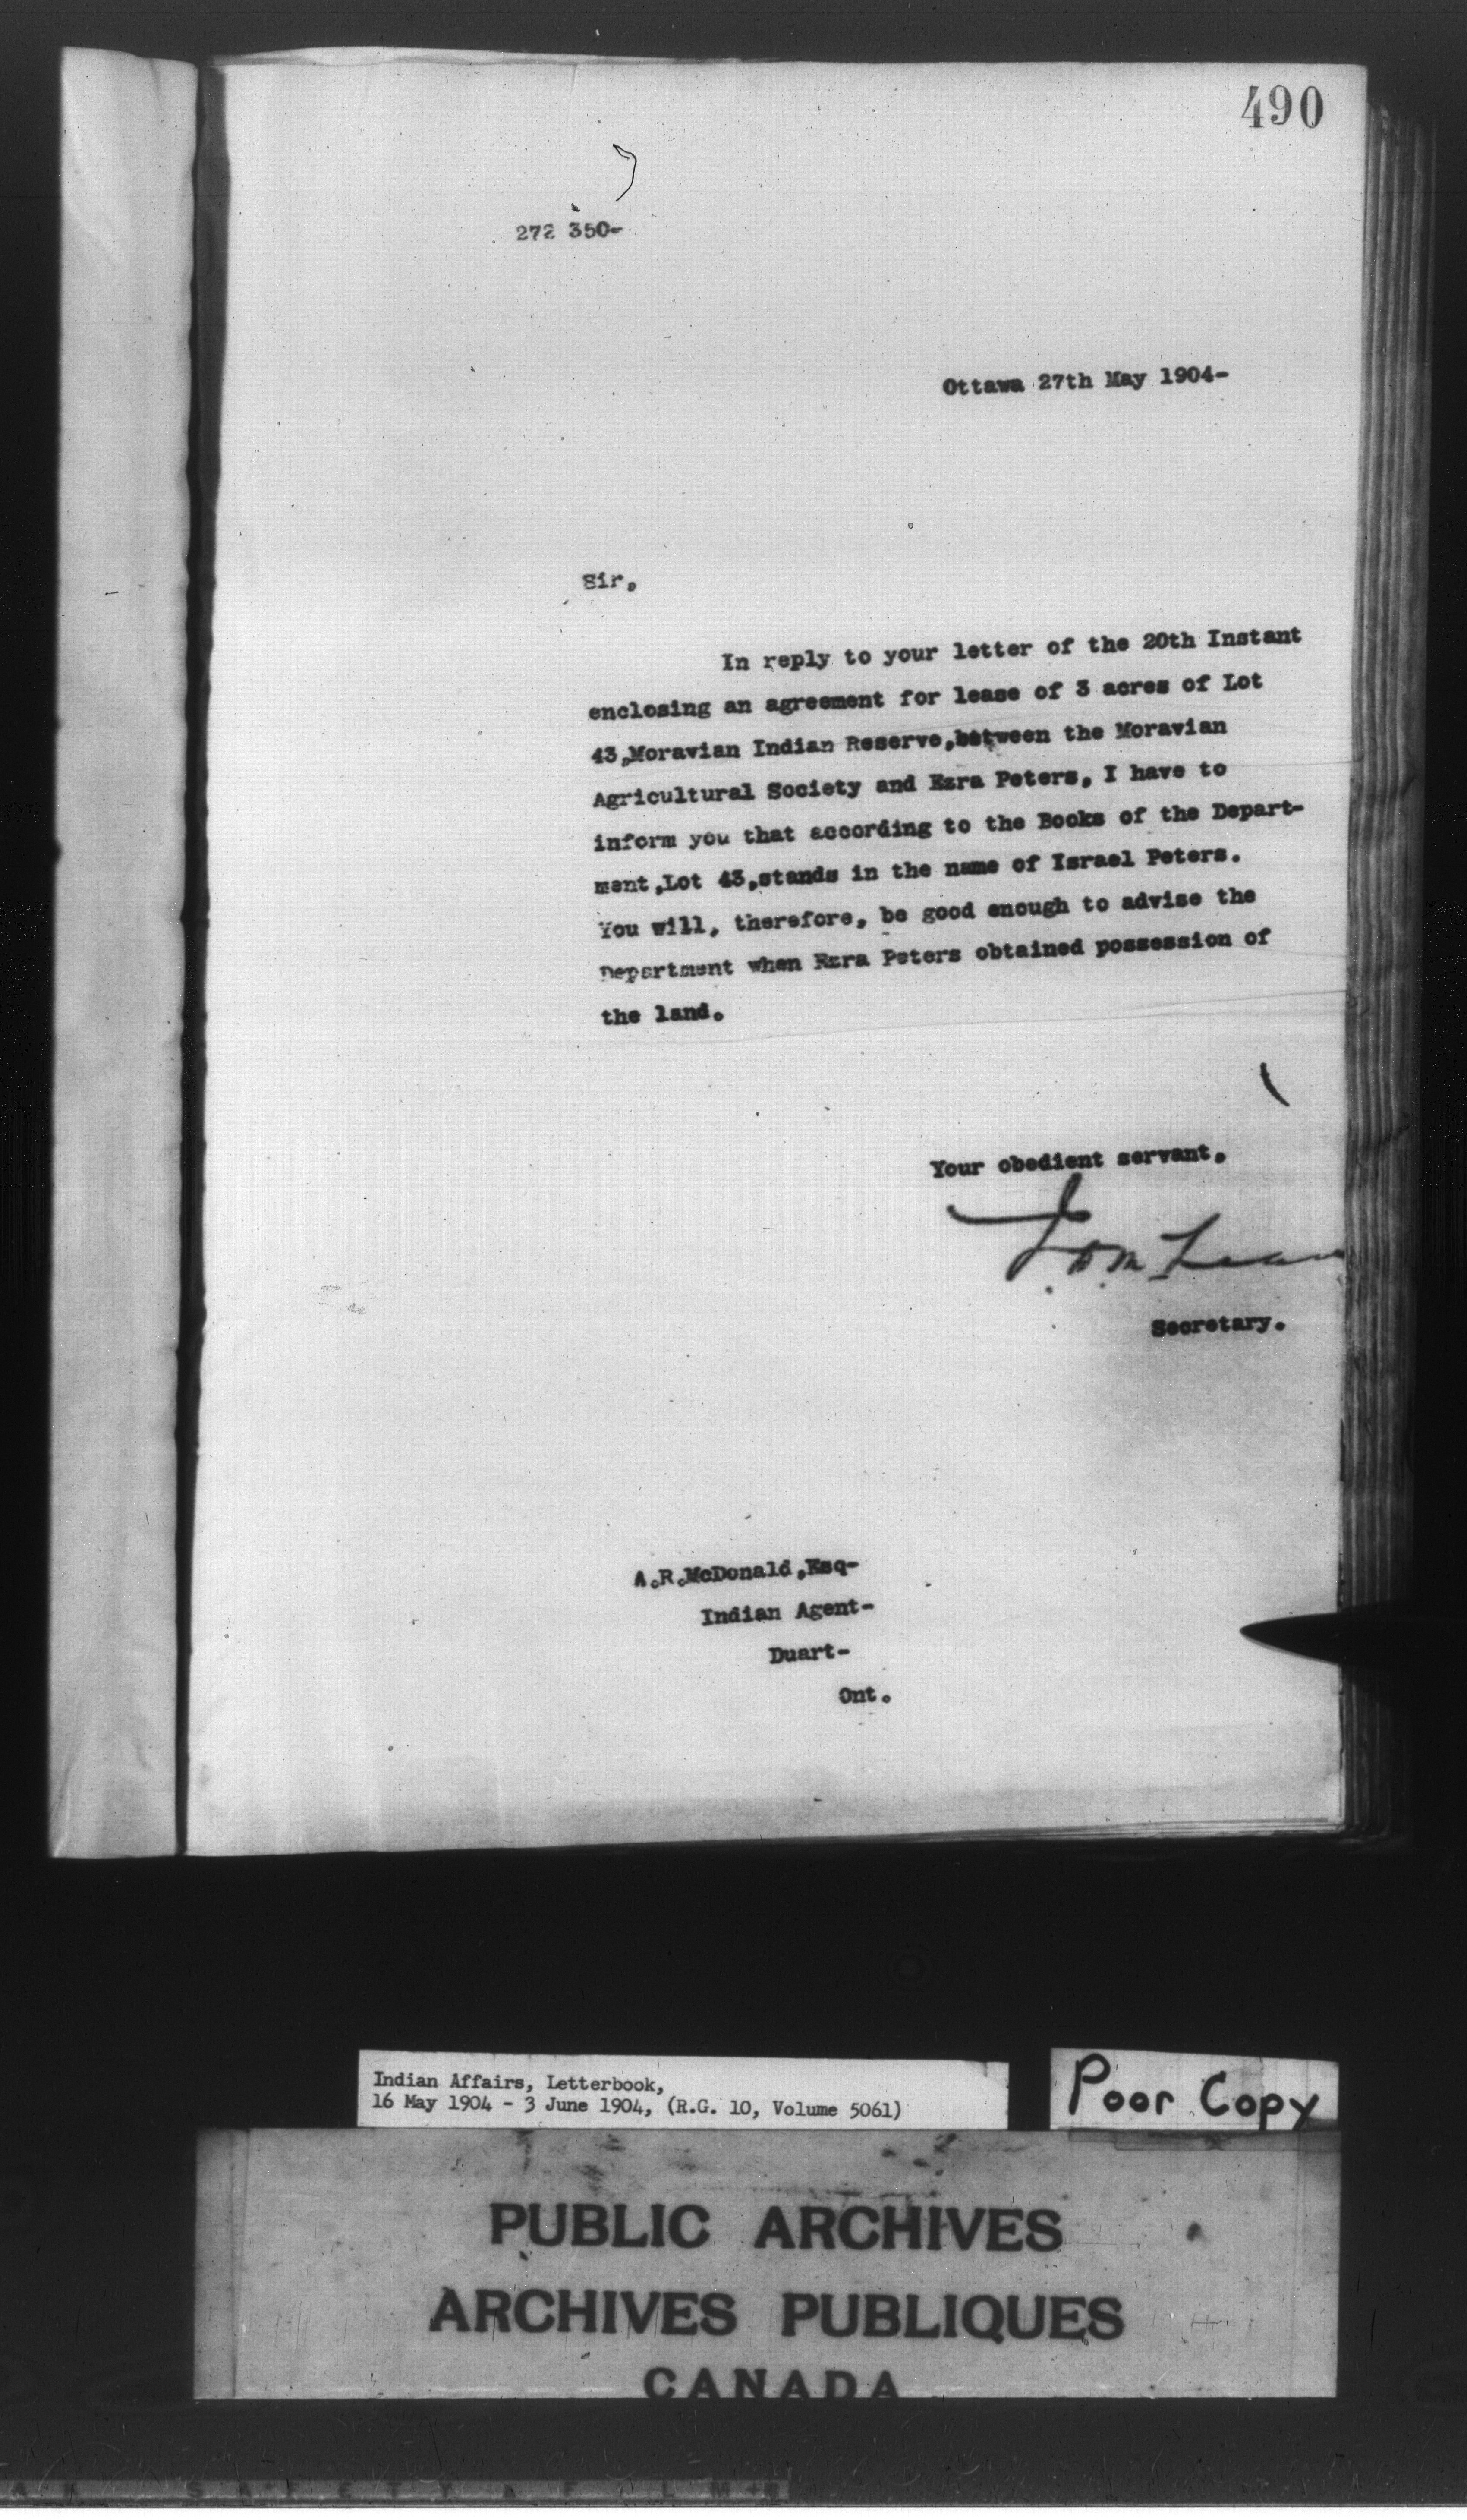 490
272 350-
Ottawa 27th May 1904-
Sir,
In reply to your letter of the 20th Instant
enclosing an agreement for lease of 3 acres of Lot
43,Moravian Indian Reserve,between the Moravian
Agricultural Society and Ezra Peters, I have to
inform you that according to the Books of the Depart-
ment,Lot 43,stands in the name of Israel Peters.
You will, therefore, be good enough to advise the
Department when Ezra Peters obtained possession of
the land.
Your obedient servant,
Secretary.
A.R.McDonald,Esq-
Indian Agent-
Duart-
Ont.
Indian Affairs, Letterbook,
16 May 1904 - 3 June 1904, (R.G. 10, Volume 5061)
Poor Copy
PUBLIC ARCHIVES
ARCHIVES PUBLIQUES
CANADA
SAFETY FILM